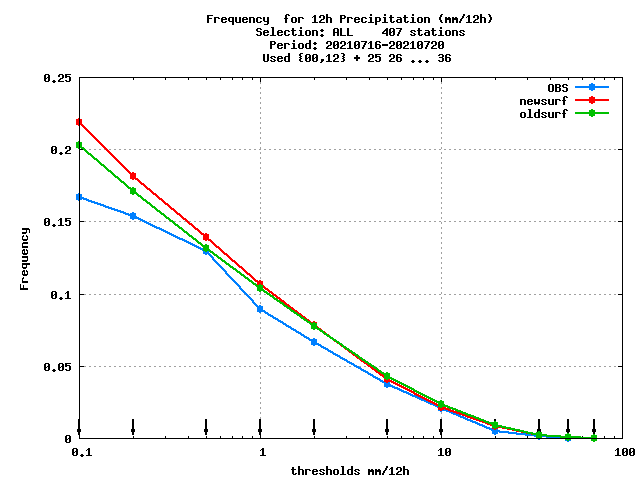 Frequency  for 12h Precipitation (mm/12h)
Selection: ALL    407 stations
Period: 20210716-20210720
Used {00,12} + 25 26 ... 36
0.25
0.2
0.15
0.1
0.05
0
Frequency
OBS
newsurf
oldsurf
0.1 1 10 100
thresholds mm/12h